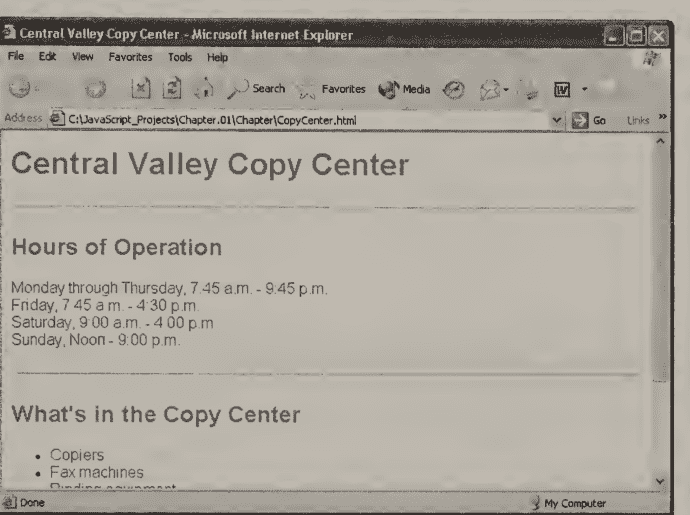 Central Valley Copy Center - Microsoft Internet Explorer
File Edit View Favorites Tools Help
Search Favorites Media
Address C:\JavaScript_Projects\Chapter.01\Chapter\CopyCenter.html Go Links »
Central Valley Copy Center
Hours of Operation
Monday through Thursday, 7:45 a.m. - 9:45 p.m.
Friday, 7:45 a.m. - 4:30 p.m.
Saturday, 9:00 a.m. - 4:00 p.m
Sunday, Noon - 9:00 p.m.
What's in the Copy Center
• Copiers
• Fax machines
• Binding equipment
Done My Computer